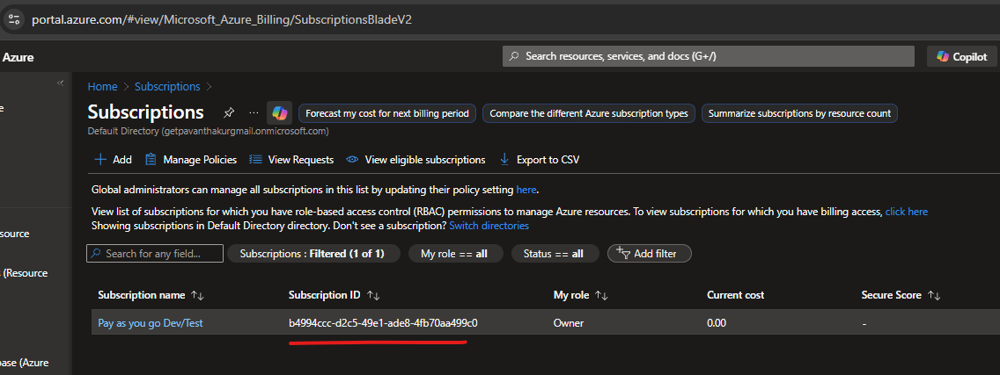 portal.azure.com/#view/Microsoft_Azure_Billing/SubscriptionsBladeV2
Azure
Search resources, services, and docs (G+/)
Copilot
Home > Subscriptions >
Subscriptions
Forecast my cost for next billing period
Compare the different Azure subscription types
Summarize subscriptions by resource count
Default Directory (getpavanthakurgmail.onmicrosoft.com)
Add
Manage Policies
View Requests
View eligible subscriptions
Export to CSV
Global administrators can manage all subscriptions in this list by updating their policy setting here.
View list of subscriptions for which you have role-based access control (RBAC) permissions to manage Azure resources. To view subscriptions for which you have billing access, click here
Showing subscriptions in Default Directory directory. Don't see a subscription? Switch directories
source
(Resource
base (Azure
Search for any field...
Subscriptions : Filtered (1 of 1)
My role == all
Status == all
Add filter
Subscription name
Subscription ID
My role
Current cost
Secure Score
Pay as you go Dev/Test
b4994ccc-d2c5-49e1-ade8-4fb70aa499c0
Owner
0.00
-